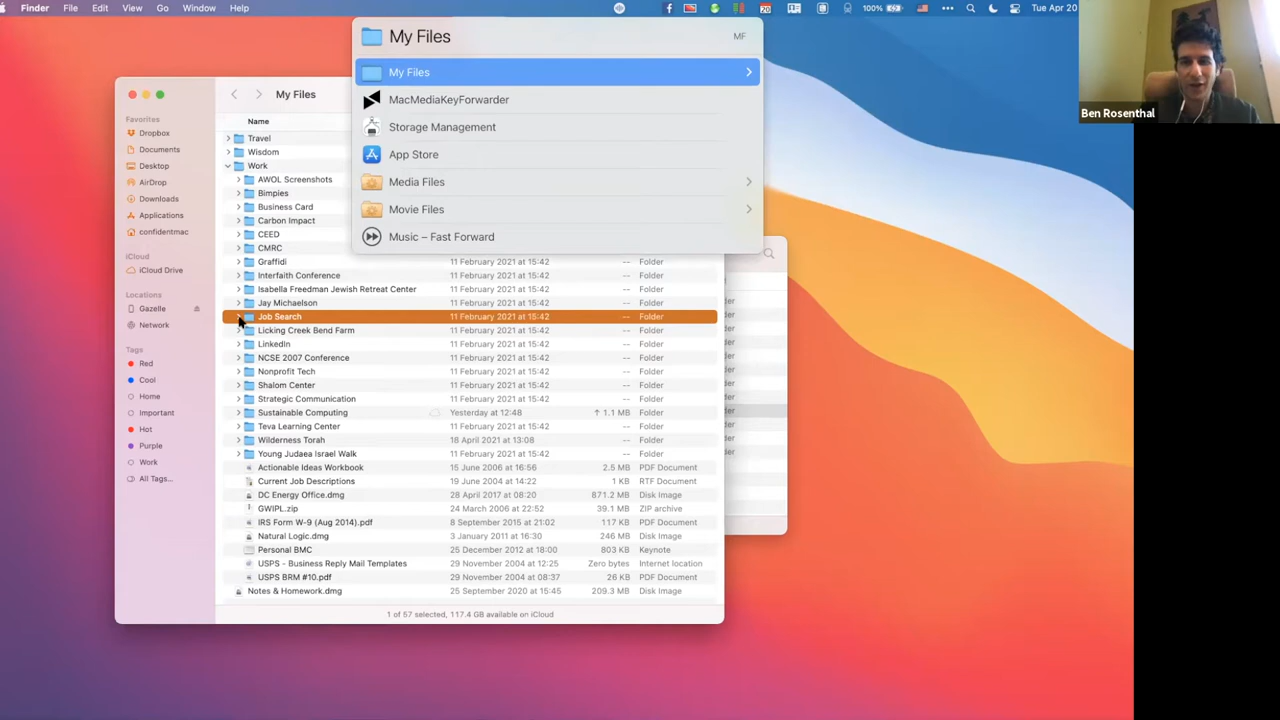 Finder File Edit View Go Window Help 100% Tue Apr 20
My Files MF
My Files
MacMediaKeyForwarder
Storage Management
App Store
Media Files
Movie Files
Music – Fast Forward
Ben Rosenthal
My Files
Favorites
Dropbox
Documents
Desktop
AirDrop
Downloads
Applications
confidentmac
iCloud
iCloud Drive
Locations
Gazelle
Network
Tags
Red
Cool
Home
Important
Hot
Purple
Work
All Tags...
Name
Travel
Wisdom
Work
AWOL Screenshots
Bimpies
Business Card
Carbon Impact
CEED
CMRC
Graffidi 11 February 2021 at 15:42 -- Folder
Interfaith Conference 11 February 2021 at 15:42 -- Folder
Isabella Freedman Jewish Retreat Center 11 February 2021 at 15:42 -- Folder
Jay Michaelson 11 February 2021 at 15:42 -- Folder
Job Search 11 February 2021 at 15:42 -- Folder
Licking Creek Bend Farm 11 February 2021 at 15:42 -- Folder
LinkedIn 11 February 2021 at 15:42 -- Folder
NCSE 2007 Conference 11 February 2021 at 15:42 -- Folder
Nonprofit Tech 11 February 2021 at 15:42 -- Folder
Shalom Center 11 February 2021 at 15:42 -- Folder
Strategic Communication 11 February 2021 at 15:42 -- Folder
Sustainable Computing Yesterday at 12:48 ↑ 1.1 MB Folder
Teva Learning Center 11 February 2021 at 15:42 -- Folder
Wilderness Torah 16 April 2021 at 13:08 -- Folder
Young Judaea Israel Walk 11 February 2021 at 15:42 -- Folder
Actionable Ideas Workbook 15 June 2006 at 16:56 2.5 MB PDF Document
Current Job Descriptions 15 June 2004 at 14:22 1 KB RTF Document
DC Energy Office.dmg 28 April 2017 at 08:20 871.2 MB Disk Image
GWIPL.zip 24 March 2006 at 22:52 39.1 MB ZIP archive
IRS Form W-9 (Aug 2014).pdf 8 September 2015 at 21:02 117 KB PDF Document
Natural Logic.dmg 3 January 2011 at 16:30 246 MB Disk Image
Personal BMC 25 December 2012 at 18:00 803 KB Keynote
USPS - Business Reply Mail Templates 29 November 2004 at 12:25 Zero bytes Internet location
USPS BRM #10.pdf 29 November 2004 at 08:37 26 KB PDF Document
Notes & Homework.dmg 25 September 2020 at 15:45 209.3 MB Disk Image
1 of 57 selected, 117.4 GB available on iCloud